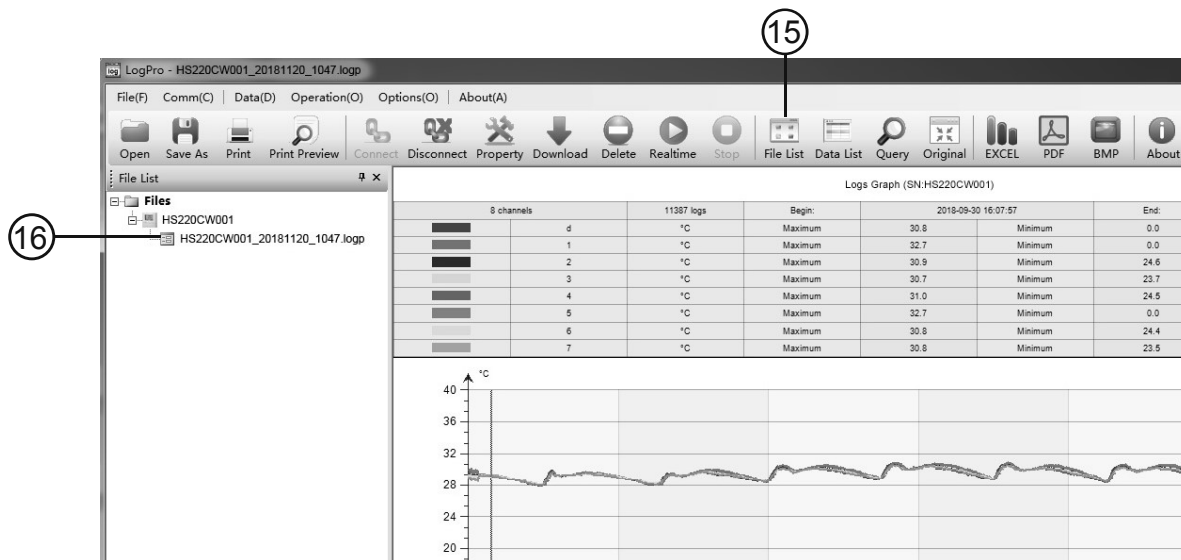 15
LogPro - HS220CW001_20181120_1047.logp
File(F) Comm(C) Data(D) Operation(O) Options(O) About(A)
Open Save As Print Print Preview Connect Disconnect Property Download Delete Realtime Stop File List Data List Query Original EXCEL PDF BMP About
File List
Files
HS220CW001
16
HS220CW001_20181120_1047.logp
Logs Graph (SN:HS220CW001)
8 channels 11387 logs Begin: 2018-09-30 16:07:57 End:
d °C Maximum 30.8 Minimum 0.0
1 °C Maximum 32.7 Minimum 0.0
2 °C Maximum 30.9 Minimum 24.6
3 °C Maximum 30.7 Minimum 23.7
4 °C Maximum 31.0 Minimum 24.5
5 °C Maximum 32.7 Minimum 0.0
6 °C Maximum 30.8 Minimum 24.4
7 °C Maximum 30.8 Minimum 23.5
°C
40
36
32
28
24
20